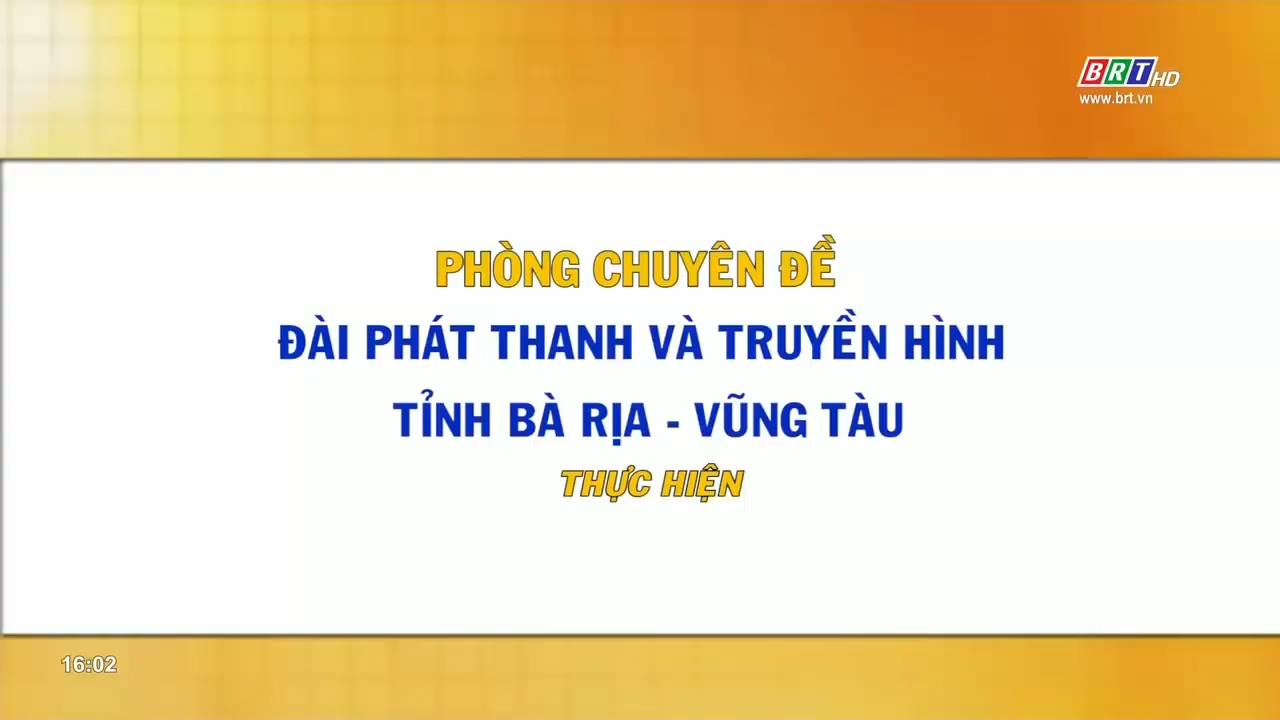 BRT HD
www.brt.vn
PHÒNG CHUYÊN ĐỀ
ĐÀI PHÁT THANH VÀ TRUYỀN HÌNH
TỈNH BÀ RỊA - VŨNG TÀU
THỰC HIỆN
16:02